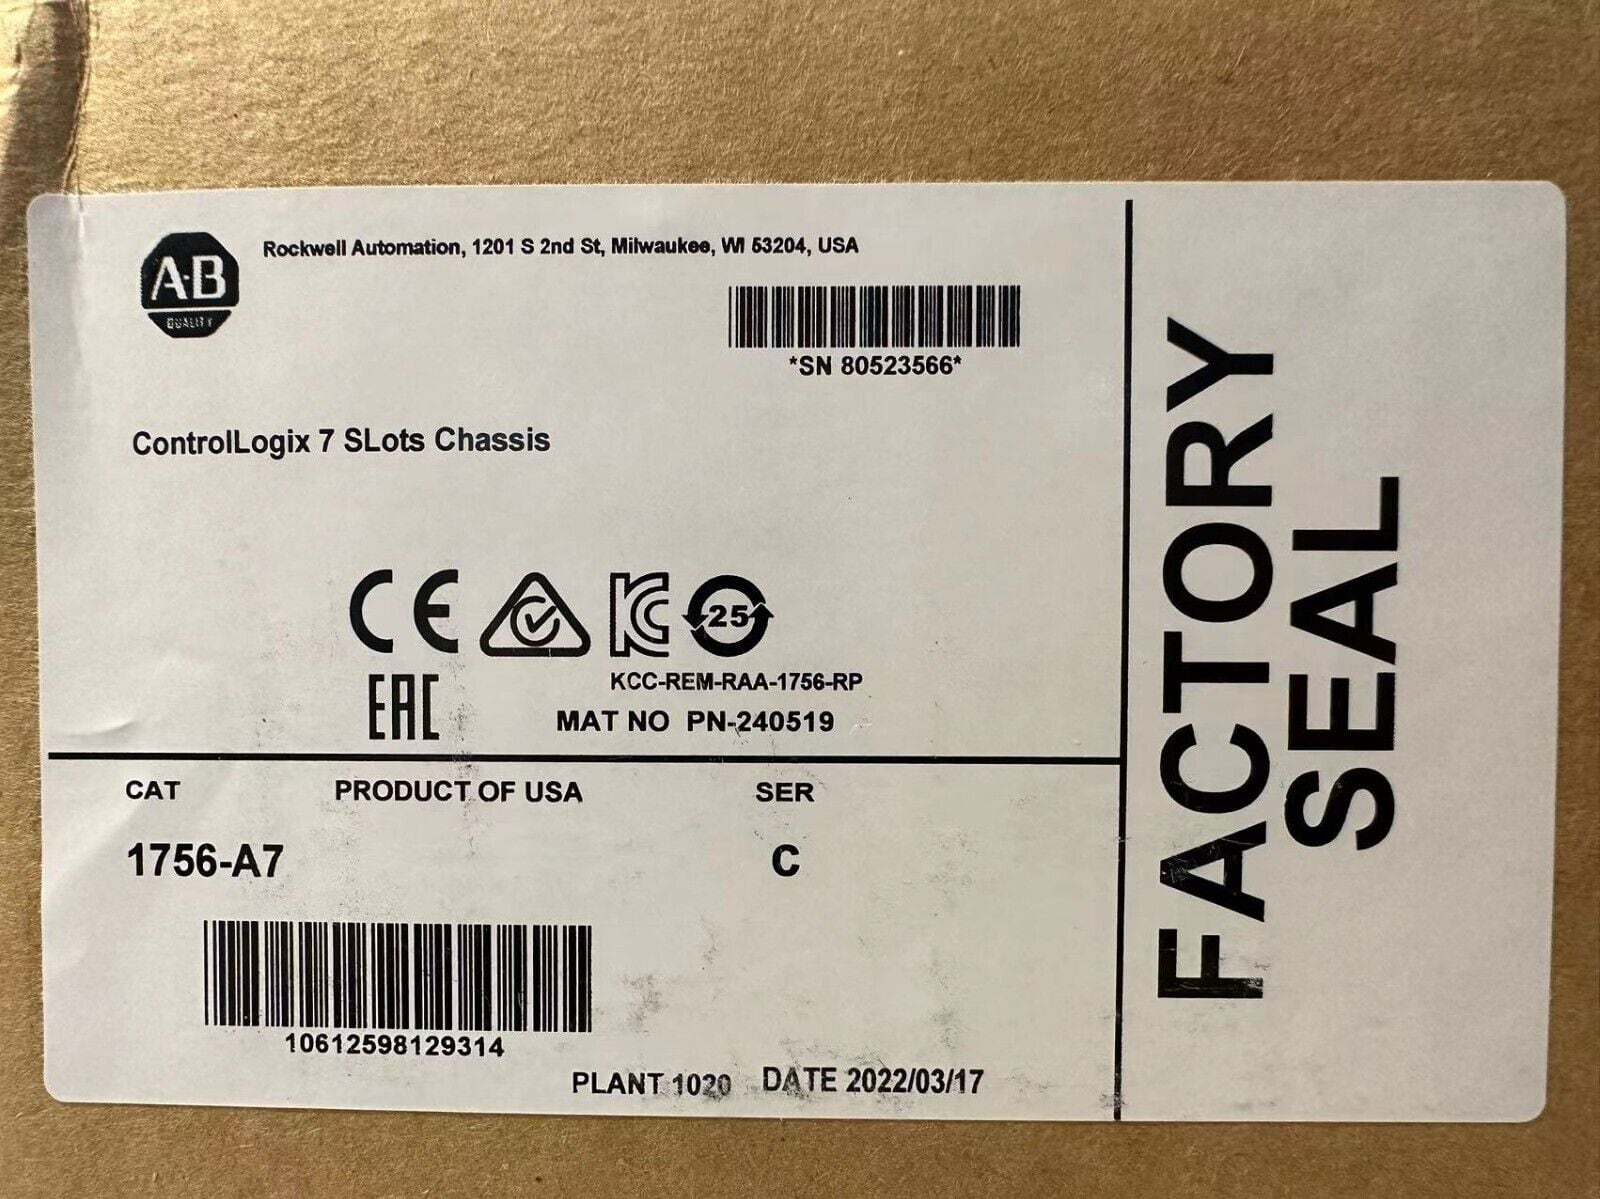 A·B
QUALITY
Rockwell Automation, 1201 S 2nd St, Milwaukee, WI 53204, USA
*SN 80523566*
ControlLogix 7 SLots Chassis
CE
KC
25
EAC
KCC-REM-RAA-1756-RP
MAT NO PN-240519
CAT
PRODUCT OF USA
SER
1756-A7
C
10612598129314
PLANT 1020 DATE 2022/03/17
FACTORY
SEAL